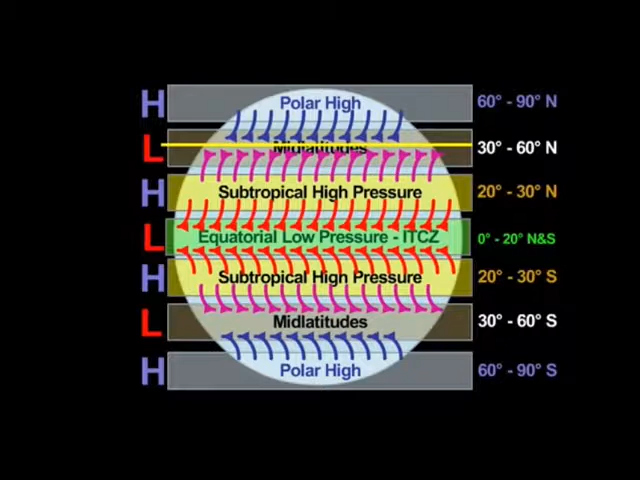 H Polar High 60° - 90° N
L Midlatitudes 30° - 60° N
H Subtropical High Pressure 20° - 30° N
L Equatorial Low Pressure - ITCZ 0° - 20° N&S
H Subtropical High Pressure 20° - 30° S
L Midlatitudes 30° - 60° S
H Polar High 60° - 90° S